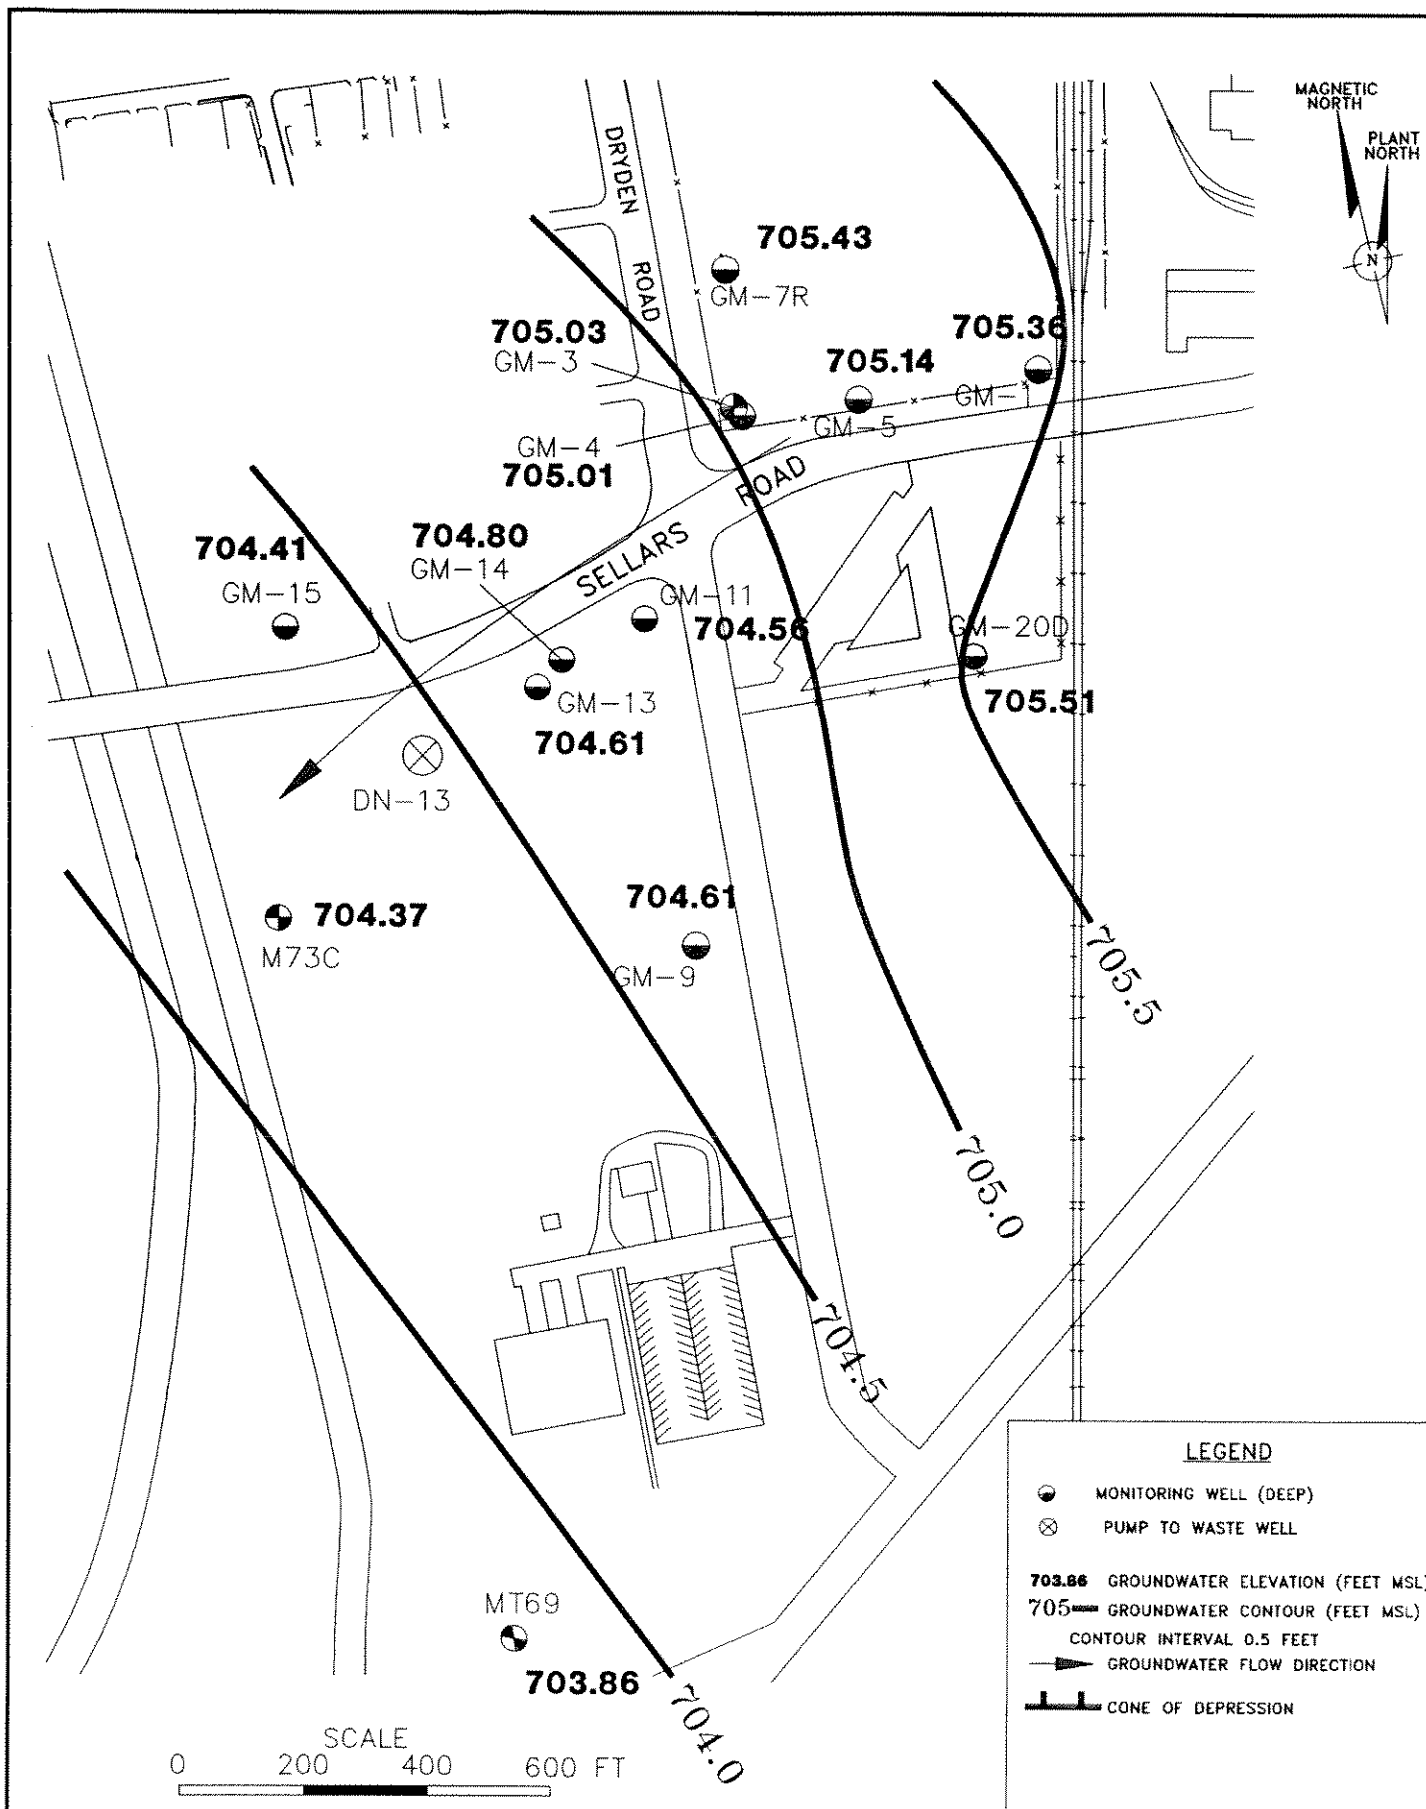 MAGNETIC
NORTH
PLANT
NORTH
N
DRYDEN
ROAD
705.43
GM-7R
705.03
GM-3
705.36
GM-1
705.14
GM-5
GM-4
705.01
SELLARS
ROAD
704.41
GM-15
704.80
GM-14
GM-11
704.56
GM-13
704.61
GM-20D
705.51
DN-13
704.37
M73C
704.61
GM-9
705.5
705.0
704.5
704.0
MT69
703.86
SCALE
0 200 400 600 FT
LEGEND
MONITORING WELL (DEEP)
PUMP TO WASTE WELL
703.86 GROUNDWATER ELEVATION (FEET MSL)
705 GROUNDWATER CONTOUR (FEET MSL)
CONTOUR INTERVAL 0.5 FEET
GROUNDWATER FLOW DIRECTION
CONE OF DEPRESSION